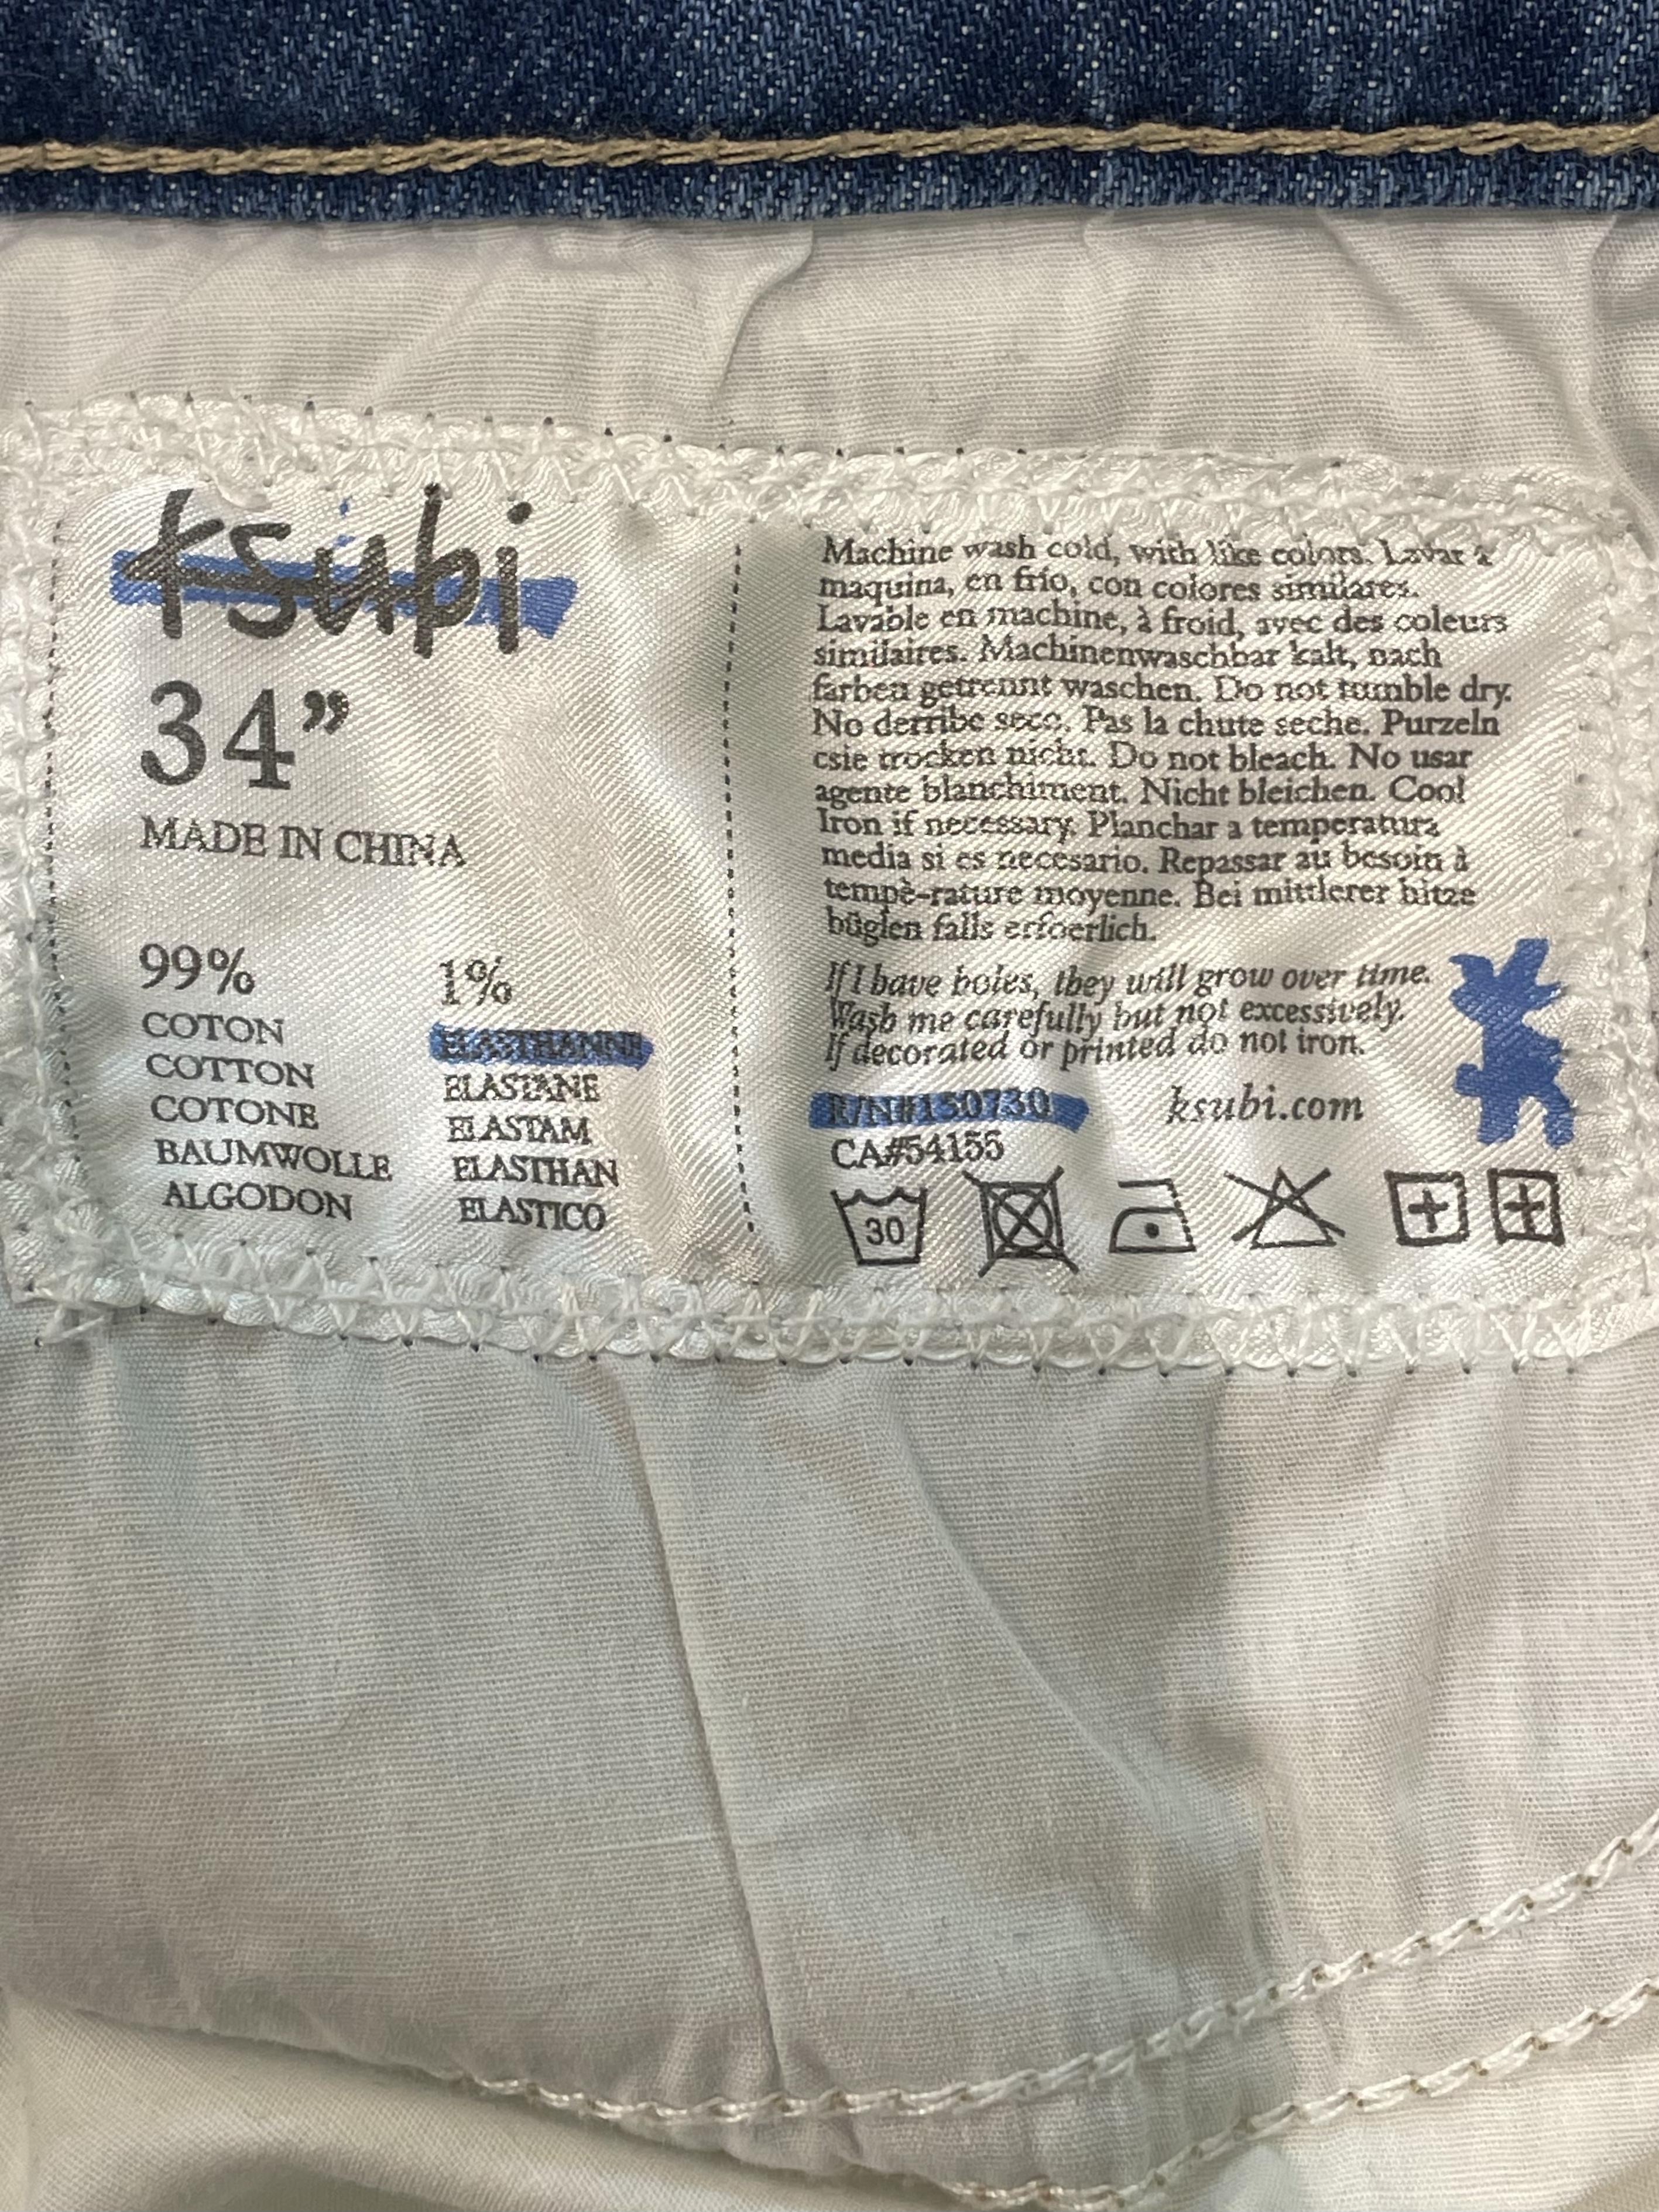 ksubi
34”
MADE IN CHINA
99%
COTON
COTTON
COTONE
BAUMWOLLE
ALGODON
1%
ELASTHANNE
ELASTANE
ELASTAM
ELASTHAN
ELASTICO
Machine wash cold, with like colors. Lavar à
maquina, en frio, con colores similares.
Lavable en machine, à froid, avec des coleurs
similaires. Machinenwaschbar kalt, nach
farben getrennt waschen. Do not tumble dry.
No derribe seco. Pas la chute seche. Purzeln
csie trocken nicht. Do not bleach. No usar
agente blanchiment. Nicht bleichen. Cool
Iron if necessary. Planchar a temperatura
media si es necesario. Repassar au besoin à
tempè-rature moyenne. Bei mittlerer hitze
büglen falls erfoerlich.
If I have holes, they will grow over time.
Wash me carefully but not excessively.
If decorated or printed do not iron.
R/N#150730
ksubi.com
CA#54155
30